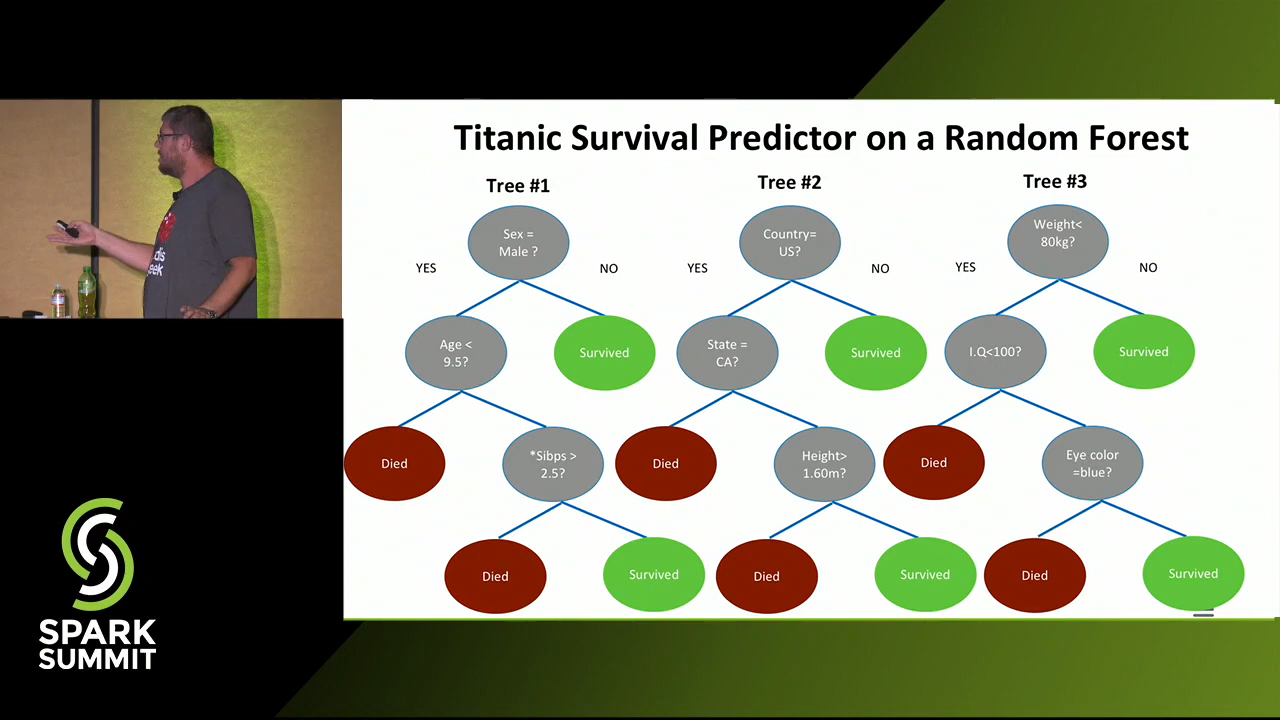 Titanic Survival Predictor on a Random Forest
Tree #1
Tree #2
Tree #3
Sex =
Male ?
Country=
US?
Weight<
80kg?
YES
NO
YES
NO
YES
NO
Age <
9.5?
Survived
State =
CA?
Survived
I.Q<100?
Survived
Died
*Sibps >
2.5?
Died
Height>
1.60m?
Died
Eye color
=blue?
Died
Survived
Died
Survived
Died
Survived
SPARK
SUMMIT